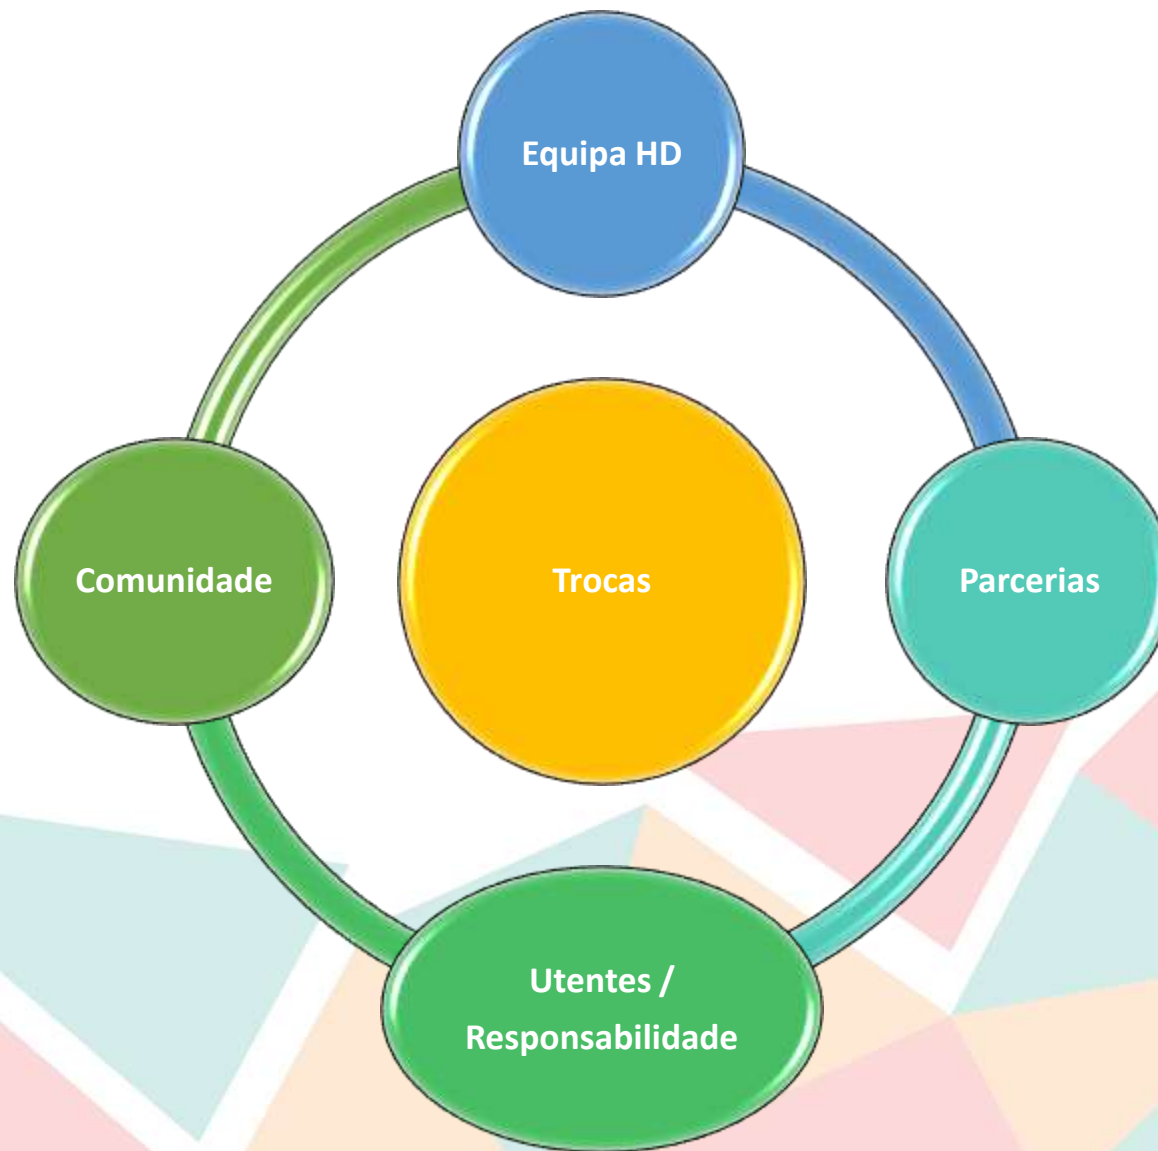 Equipa HD
Comunidade
Trocas
Parcerias
Utentes /
Responsabilidade